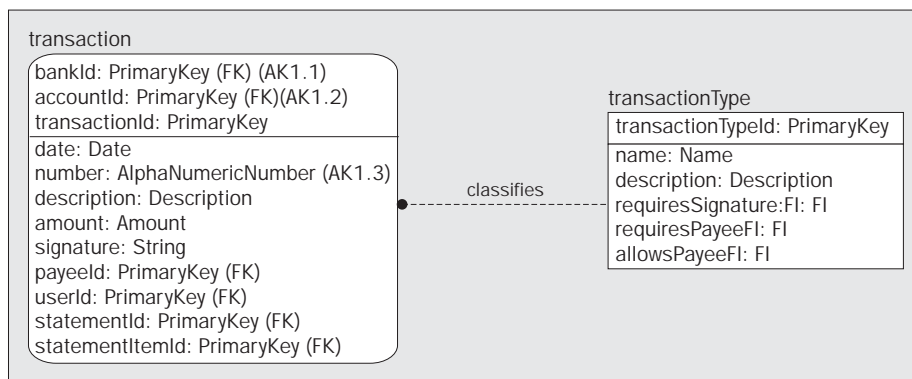 transaction
bankId: PrimaryKey (FK) (AK1.1)
accountId: PrimaryKey (FK)(AK1.2)
transactionId: PrimaryKey
date: Date
number: AlphaNumericNumber (AK1.3)
description: Description
amount: Amount
signature: String
payeeId: PrimaryKey (FK)
userId: PrimaryKey (FK)
statementId: PrimaryKey (FK)
statementItemId: PrimaryKey (FK)
classifies
transactionType
transactionTypeId: PrimaryKey
name: Name
description: Description
requiresSignature:FI: FI
requiresPayeeFI: FI
allowsPayeeFI: FI